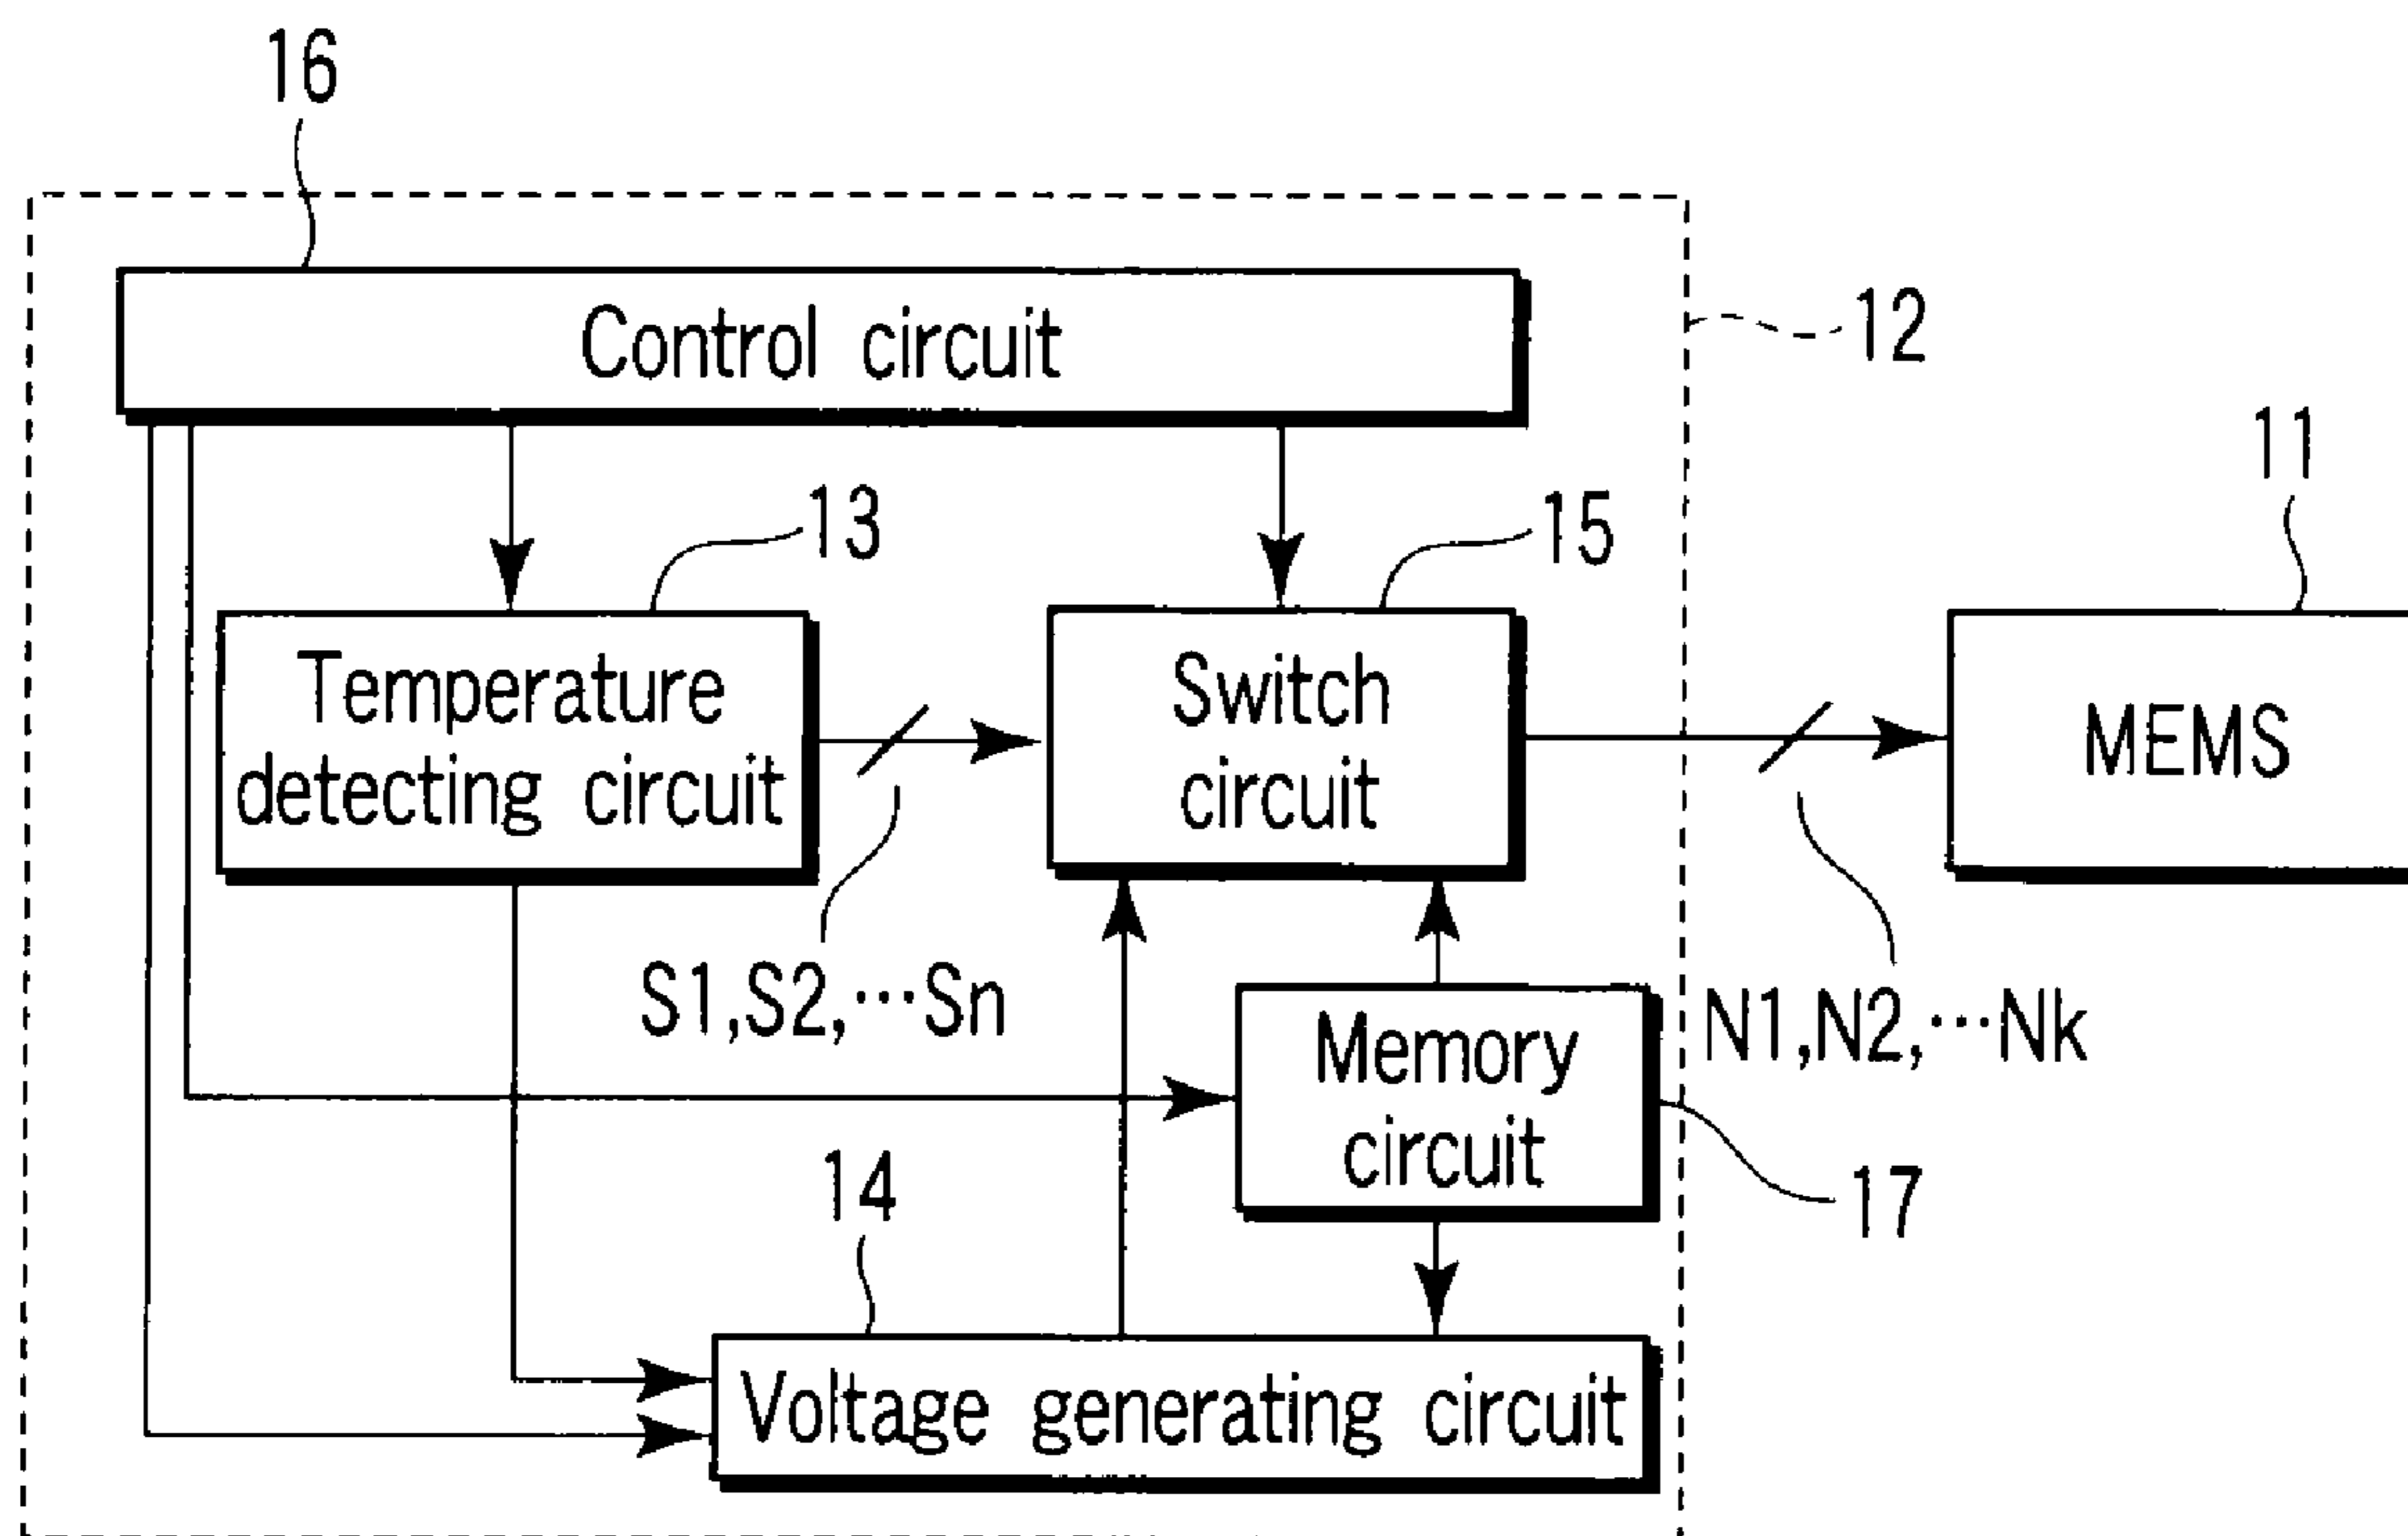 16
Control circuit
12
11
13
15
Temperature
detecting circuit
Switch
circuit
MEMS
S1,S2,···Sn
N1,N2,···Nk
Memory
circuit
14
17
Voltage generating circuit